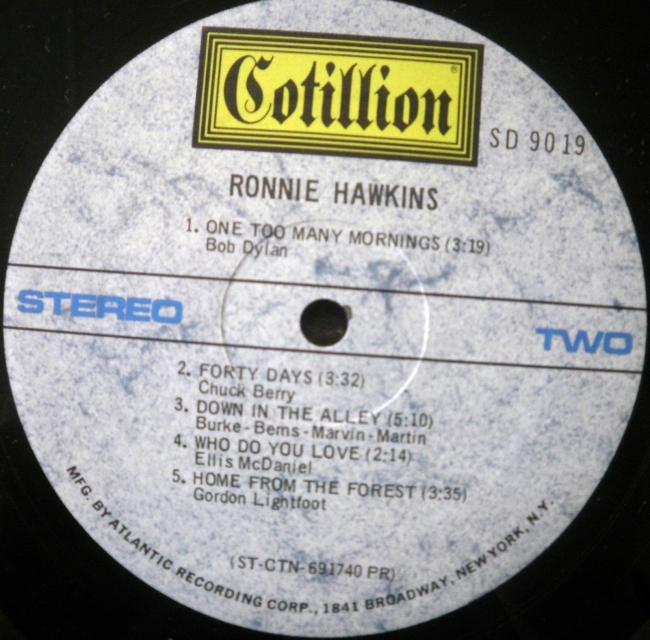 Cotillion®
SD 9019
RONNIE HAWKINS
1. ONE TOO MANY MORNINGS (3:19)
Bob Dylan
STEREO
TWO
2. FORTY DAYS (3:32)
Chuck Berry
3. DOWN IN THE ALLEY (5:10)
Burke-Berns-Marvin-Martin
4. WHO DO YOU LOVE (2:14)
Ellis McDaniel
5. HOME FROM THE FOREST (3:35)
Gordon Lightfoot
(ST-CTN-691740 PR)
MFG. BY ATLANTIC RECORDING CORP., 1841 BROADWAY, NEW YORK, N.Y.